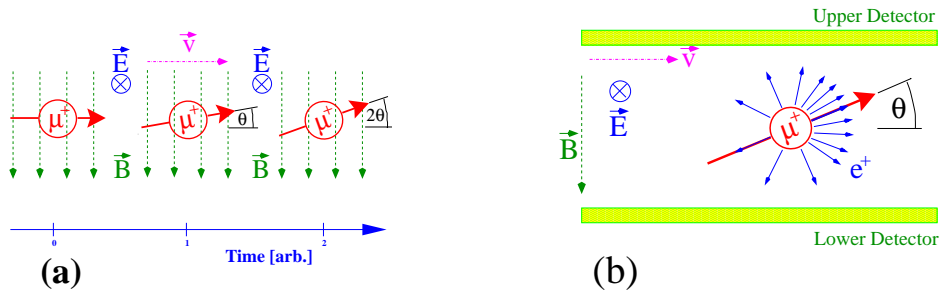 v
E
E
μ+
μ+
μ+
θ
2θ
B
B
0
1
2
Time [arb.]
(a)
Upper Detector
v
E
B
μ+
θ
e+
Lower Detector
(b)